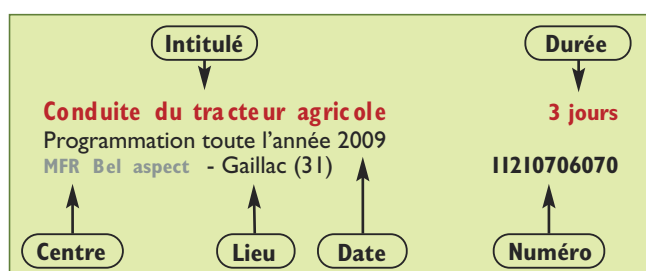 Intitulé Durée
Conduite du tracteur agricole 3 jours
Programmation toute l’année 2009
MFR Bel aspect - Gaillac (31) 11210706070
Centre Lieu Date Numéro